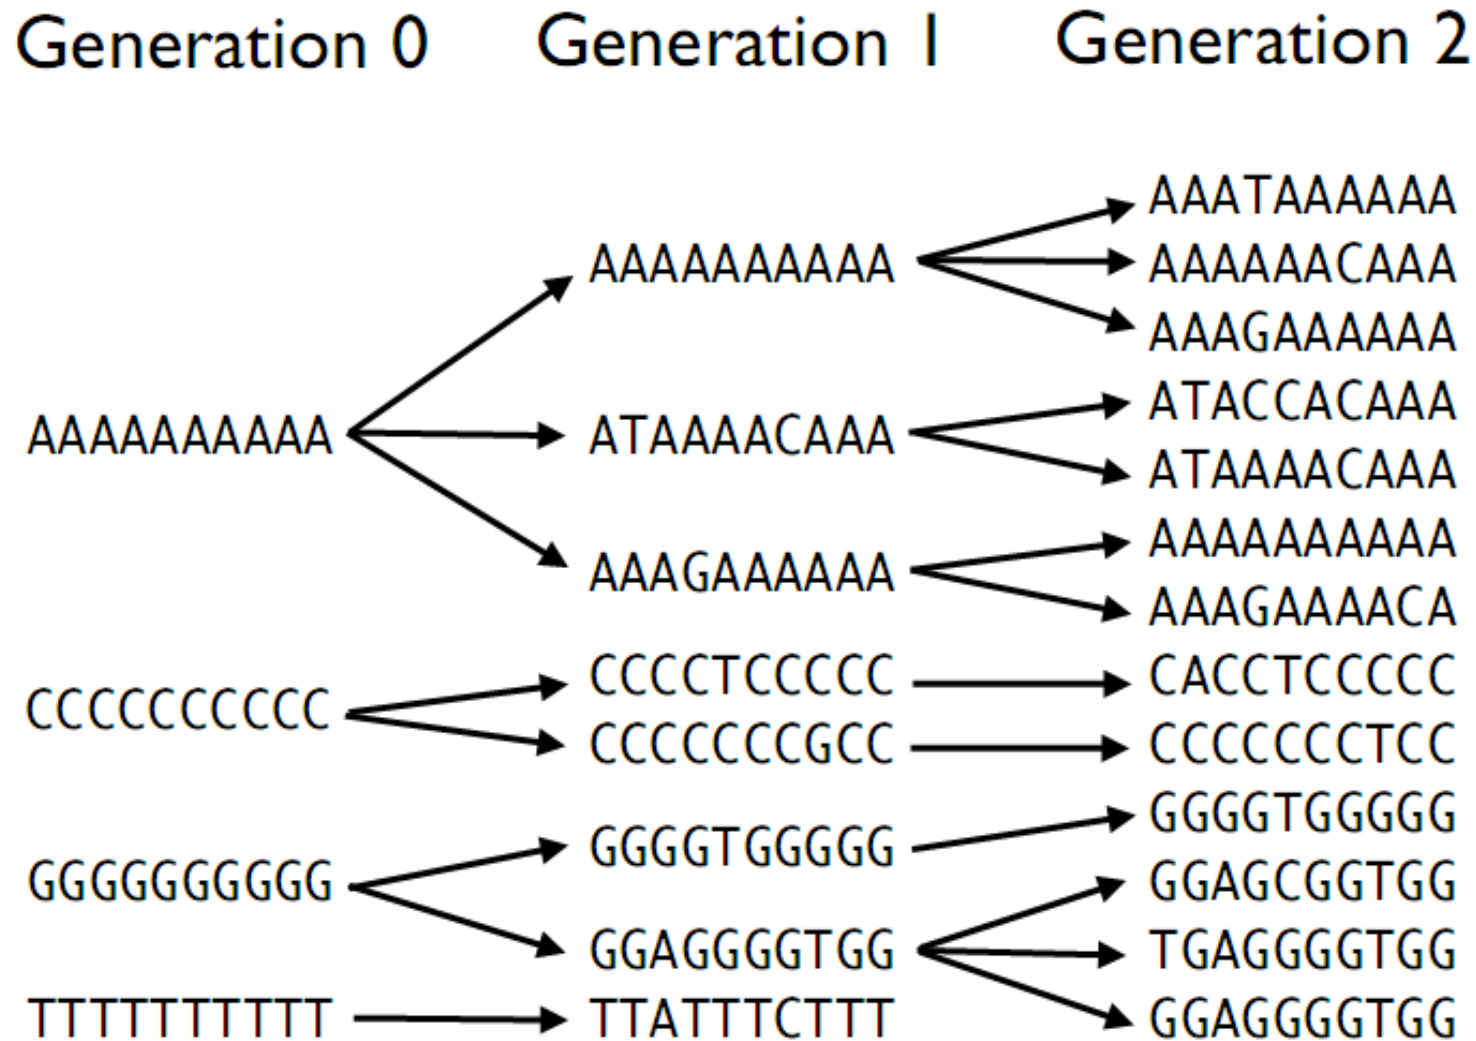 Generation 0 Generation 1 Generation 2
AAATAAAAAA
AAAAAAAAAA AAAAAACAAA
AAAGAAAAAA
ATACCACAAA
AAAAAAAAAA ATAAAACAAA
ATAAAACAAA
AAAAAAAAAA
AAAGAAAAAA
AAAGAAAACA
CCCCTCCCCC CACCTCCCCC
CCCCCCCCCC
CCCCCCCGCC CCCCCCCTCC
GGGGTGGGGG
GGGGTGGGGG
GGGGGGGGGG GGAGCGGTGG
GGAGGGGTGG TGAGGGGTGG
TTTTTTTTTT TTATTTCTTT GGAGGGGTGG